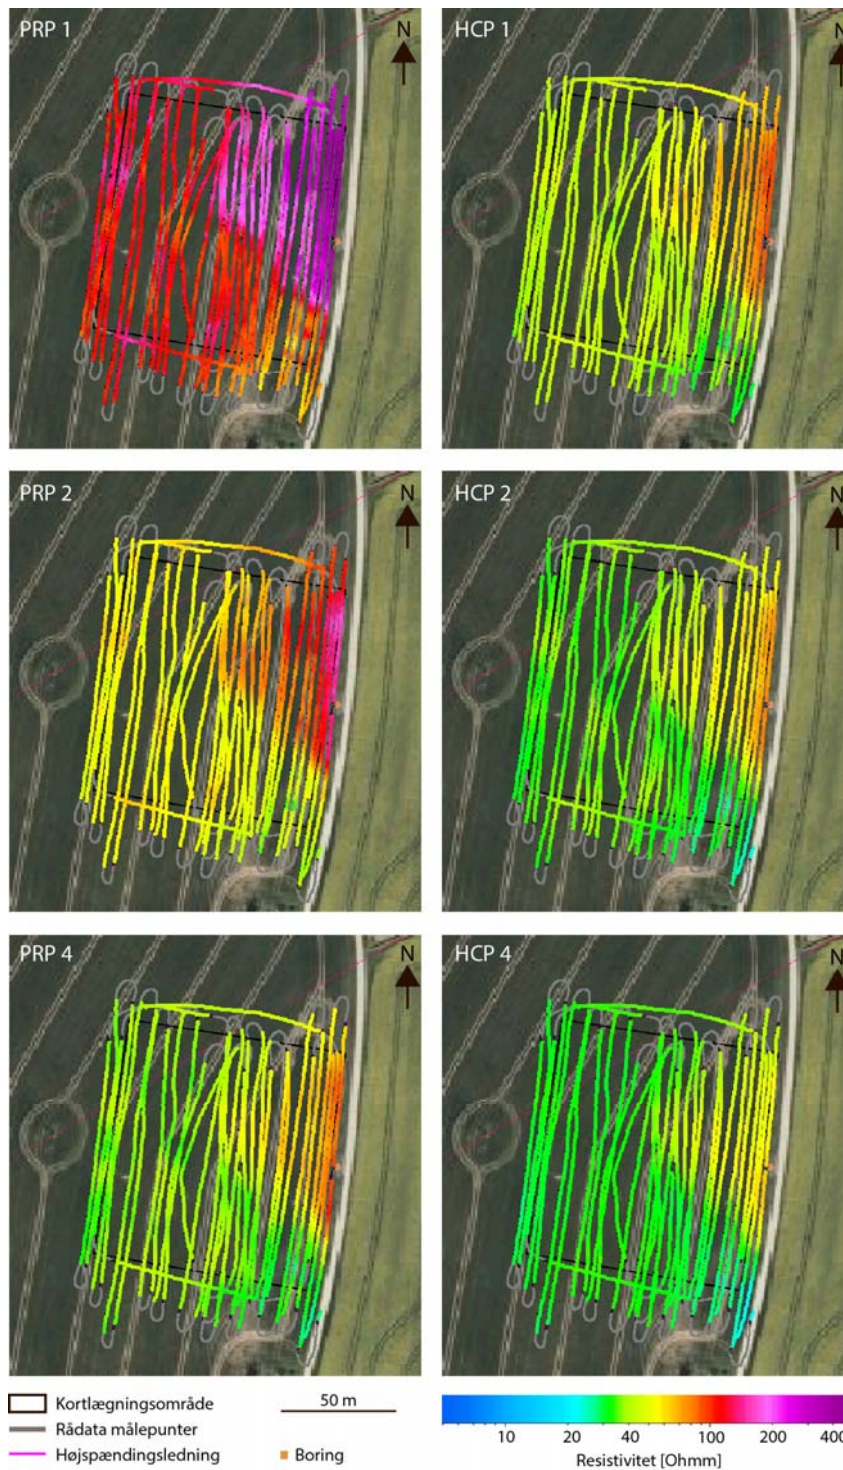 PRP 1
N
HCP 1
N
PRP 2
N
HCP 2
N
PRP 4
N
HCP 4
N
Kortlægningsområde
50 m
Rådata målepunter
Højspændingsledning
Boring
10 20 40 100 200 400
Resistivitet [Ohmm]